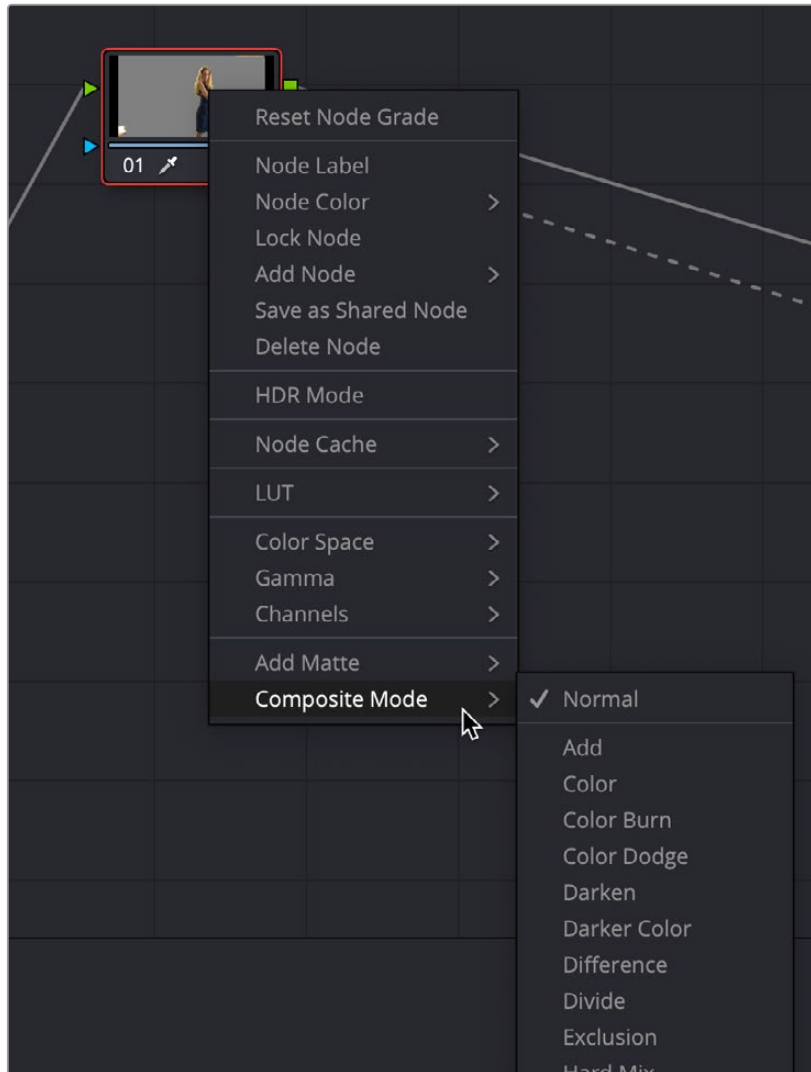 01
Reset Node Grade
Node Label
Node Color
Lock Node
Add Node
Save as Shared Node
Delete Node
HDR Mode
Node Cache
LUT
Color Space
Gamma
Channels
Add Matte
Composite Mode
Normal
Add
Color
Color Burn
Color Dodge
Darken
Darker Color
Difference
Divide
Exclusion
Hard Mix